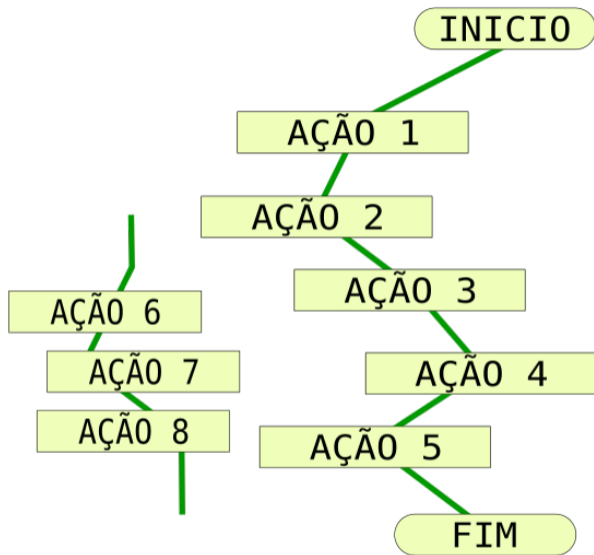 INICIO
AÇÃO 1
AÇÃO 2
AÇÃO 3
AÇÃO 4
AÇÃO 5
FIM
AÇÃO 6
AÇÃO 7
AÇÃO 8